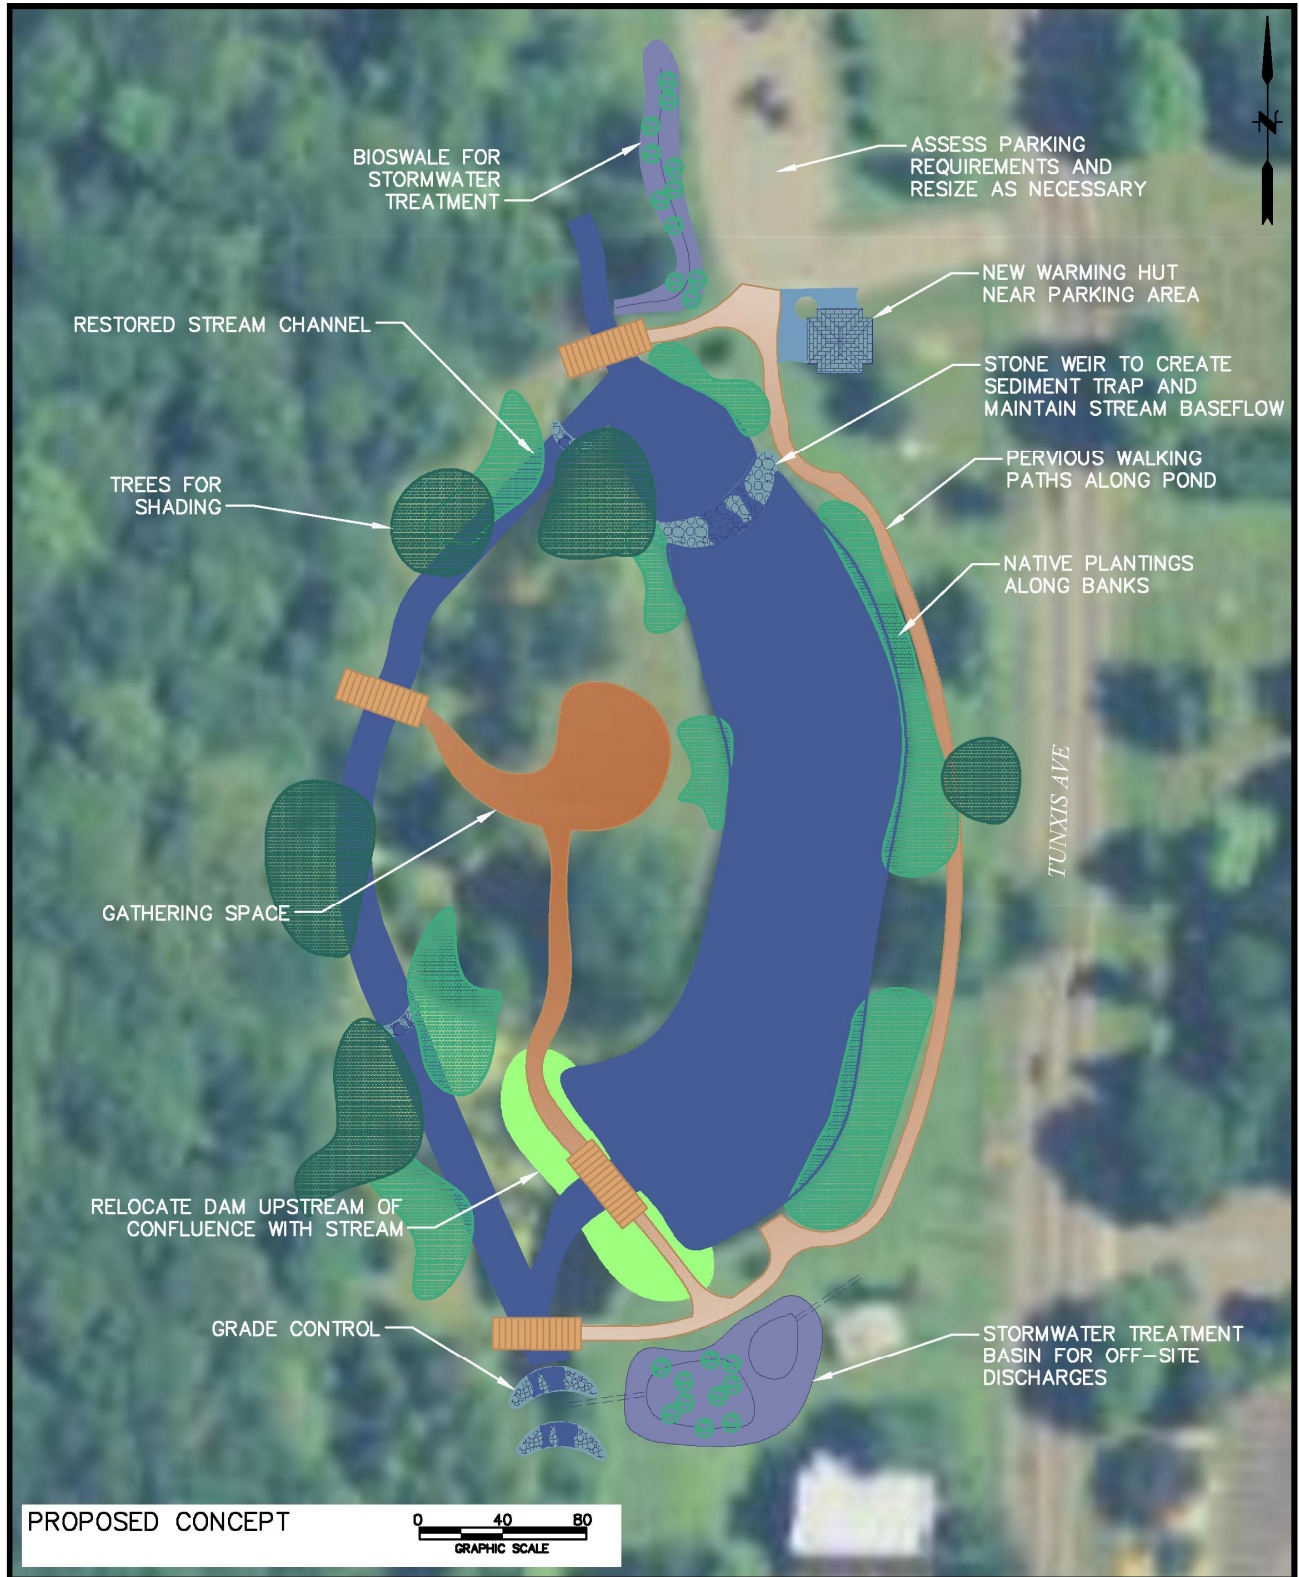 N
BIOSWALE FOR
STORMWATER
TREATMENT
ASSESS PARKING
REQUIREMENTS AND
RESIZE AS NECESSARY
NEW WARMING HUT
NEAR PARKING AREA
RESTORED STREAM CHANNEL
STONE WEIR TO CREATE
SEDIMENT TRAP AND
MAINTAIN STREAM BASEFLOW
TREES FOR
SHADING
PERVIOUS WALKING
PATHS ALONG POND
NATIVE PLANTINGS
ALONG BANKS
TUNXIS AVE
GATHERING SPACE
RELOCATE DAM UPSTREAM OF
CONFLUENCE WITH STREAM
GRADE CONTROL
STORMWATER TREATMENT
BASIN FOR OFF-SITE
DISCHARGES
PROPOSED CONCEPT
0 40 80
GRAPHIC SCALE